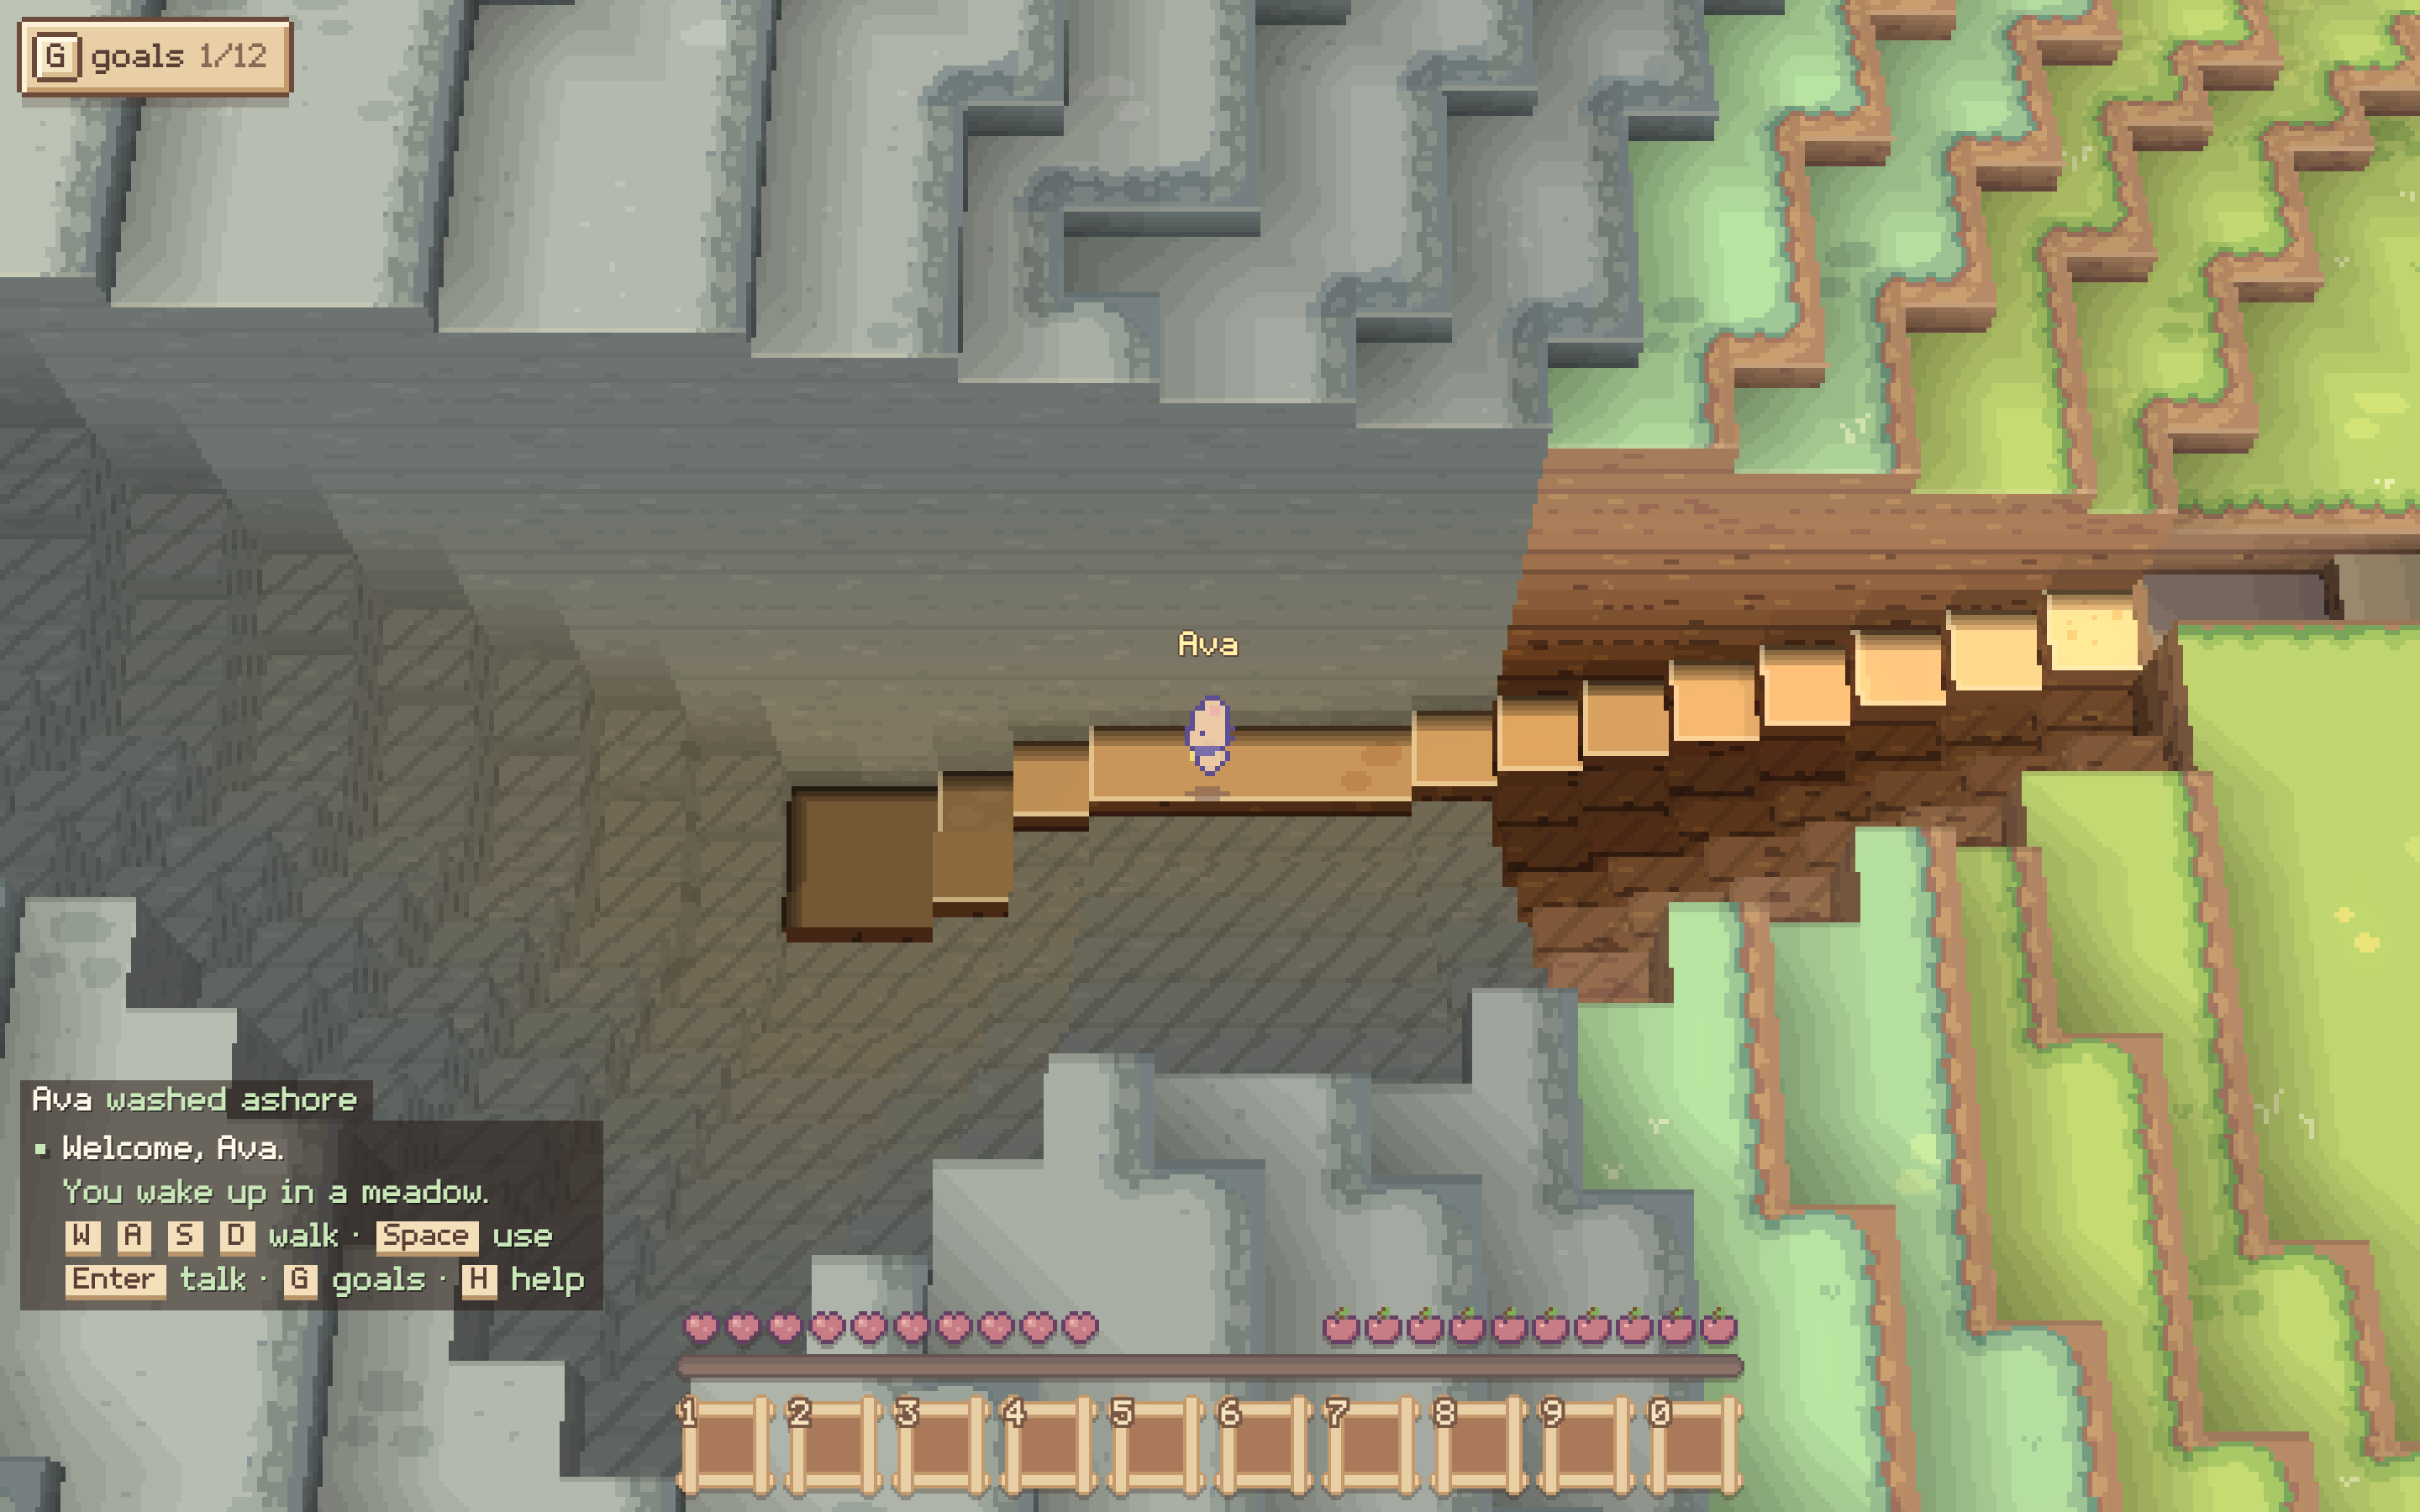 G goals 1/12
Ava
Ava washed ashore
Welcome, Ava.
You wake up in a meadow.
W A S D walk · Space use
Enter talk · G goals · H help
1 2 3 4 5 6 7 8 9 0